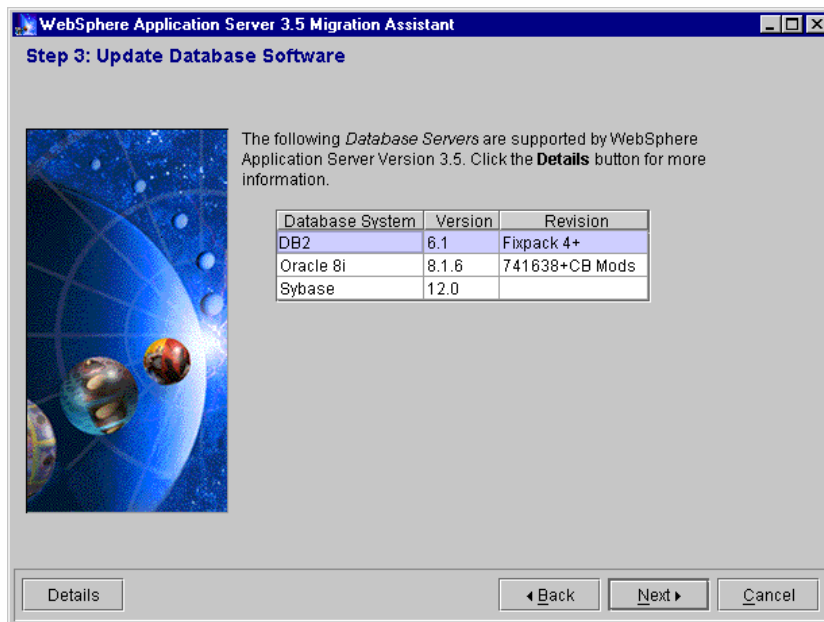 WebSphere Application Server 3.5 Migration Assistant
Step 3: Update Database Software
The following Database Servers are supported by WebSphere
Application Server Version 3.5. Click the Details button for more
information.
Database System Version Revision
DB2 6.1 Fixpack 4+
Oracle 8i 8.1.6 741638+CB Mods
Sybase 12.0
Details Back Next Cancel